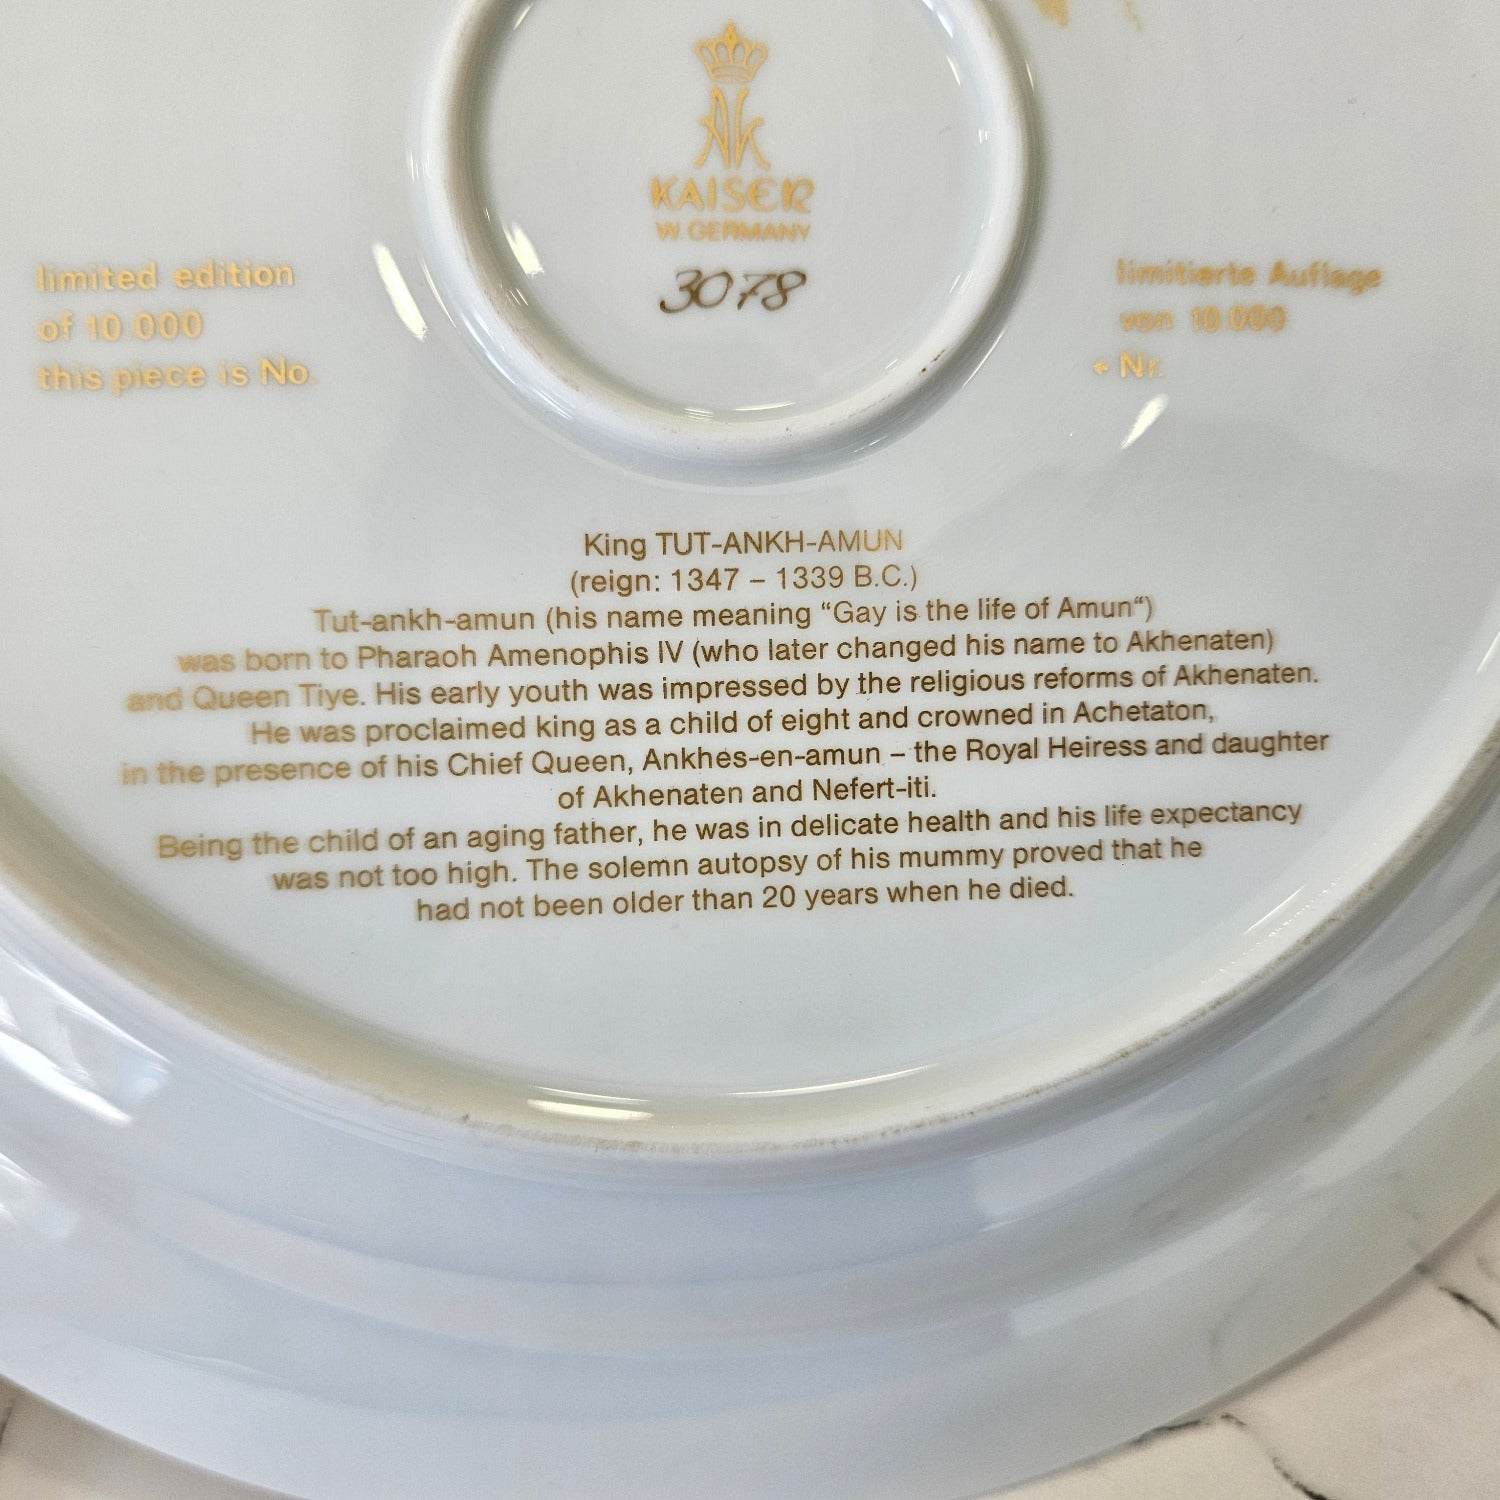 AK
KAISER
W. GERMANY
3078
limited edition
of 10.000
this piece is No.
limitierte Auflage
von 10.000
← Nr.
King TUT-ANKH-AMUN
(reign: 1347 – 1339 B.C.)
Tut-ankh-amun (his name meaning “Gay is the life of Amun“)
was born to Pharaoh Amenophis IV (who later changed his name to Akhenaten)
and Queen Tiye. His early youth was impressed by the religious reforms of Akhenaten.
He was proclaimed king as a child of eight and crowned in Achetaton,
in the presence of his Chief Queen, Ankhes-en-amun – the Royal Heiress and daughter
of Akhenaten and Nefert-iti.
Being the child of an aging father, he was in delicate health and his life expectancy
was not too high. The solemn autopsy of his mummy proved that he
had not been older than 20 years when he died.